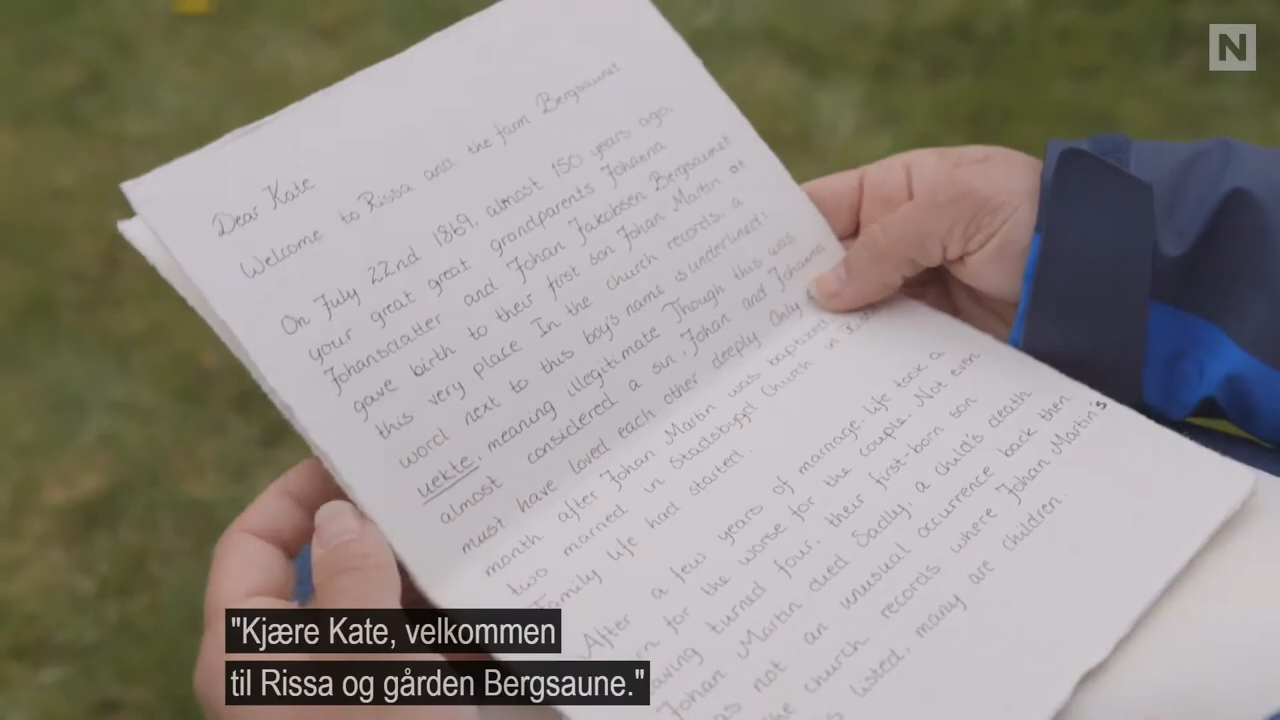 N
Dear Kate
Welcome to Rissa and the farm Bergsaunet
On July 22nd 1869, almost 150 years ago,
your great great grandparents Johanna
Johansdatter and Johan Jakobsen Bergsaunet
gave birth to their first son Johan Martin at
this very place. In the church records, a
word next to this boy's name is underlined:
uekte, meaning illegitimate. Though this was
almost considered a sin, Johan and Johanna
must have loved each other deeply. Only
month after Johan Martin was baptized
two married in Stadsbygd Church in
Family life had started.
After a few years of marriage, life took a
for the worse for the couple. Not even
turned four, their first-born son
Johan Martin died. Sadly, a child's death
not an unusual occurrence back then
church records where Johan Martin's
listed, many are children.
"Kjære Kate, velkommen
til Rissa og gården Bergsaune."